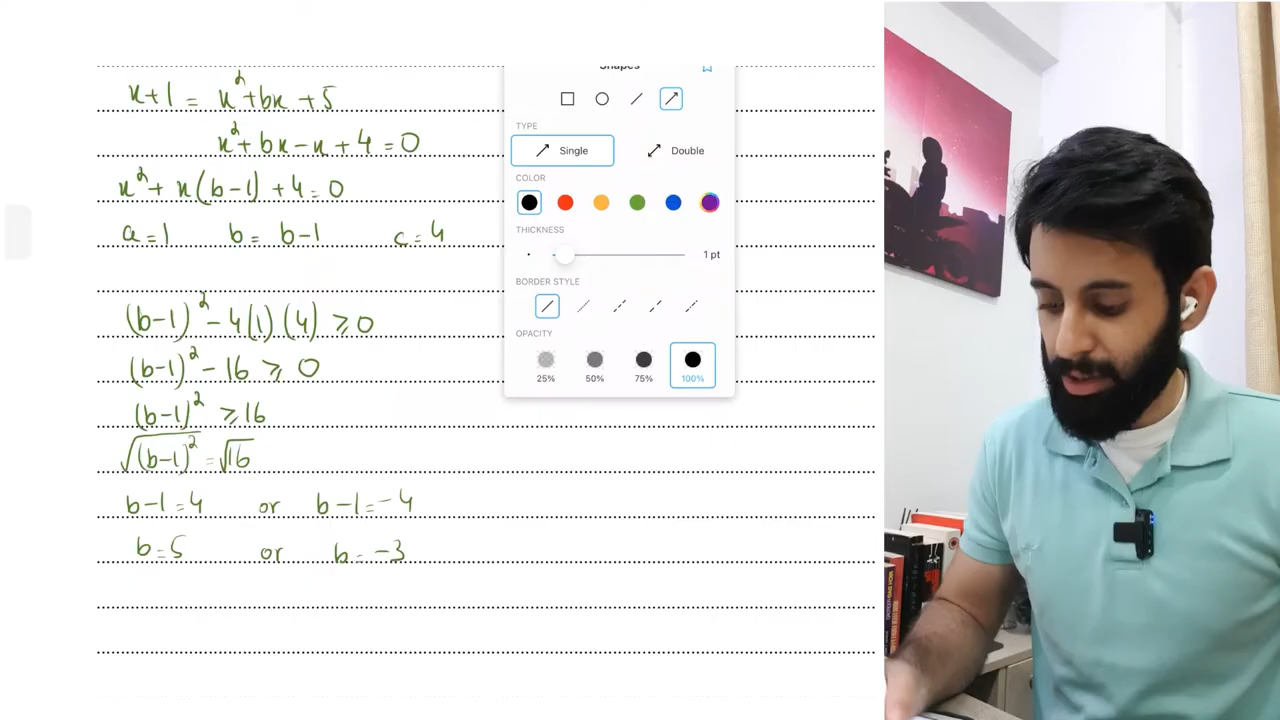 x+1 = x²+bx+5
x²+bx-x+4=0
x²+x(b-1)+4=0
a=1 b= b-1 c=4
(b-1)²-4(1)(4)⩾0
(b-1)²-16⩾0
(b-1)²⩾16
√(b-1)²=√16
b-1=4 or b-1=-4
b=5 or b=-3
Shapes
TYPE
Single Double
COLOR
THICKNESS
1 pt
BORDER STYLE
OPACITY
25% 50% 75% 100%